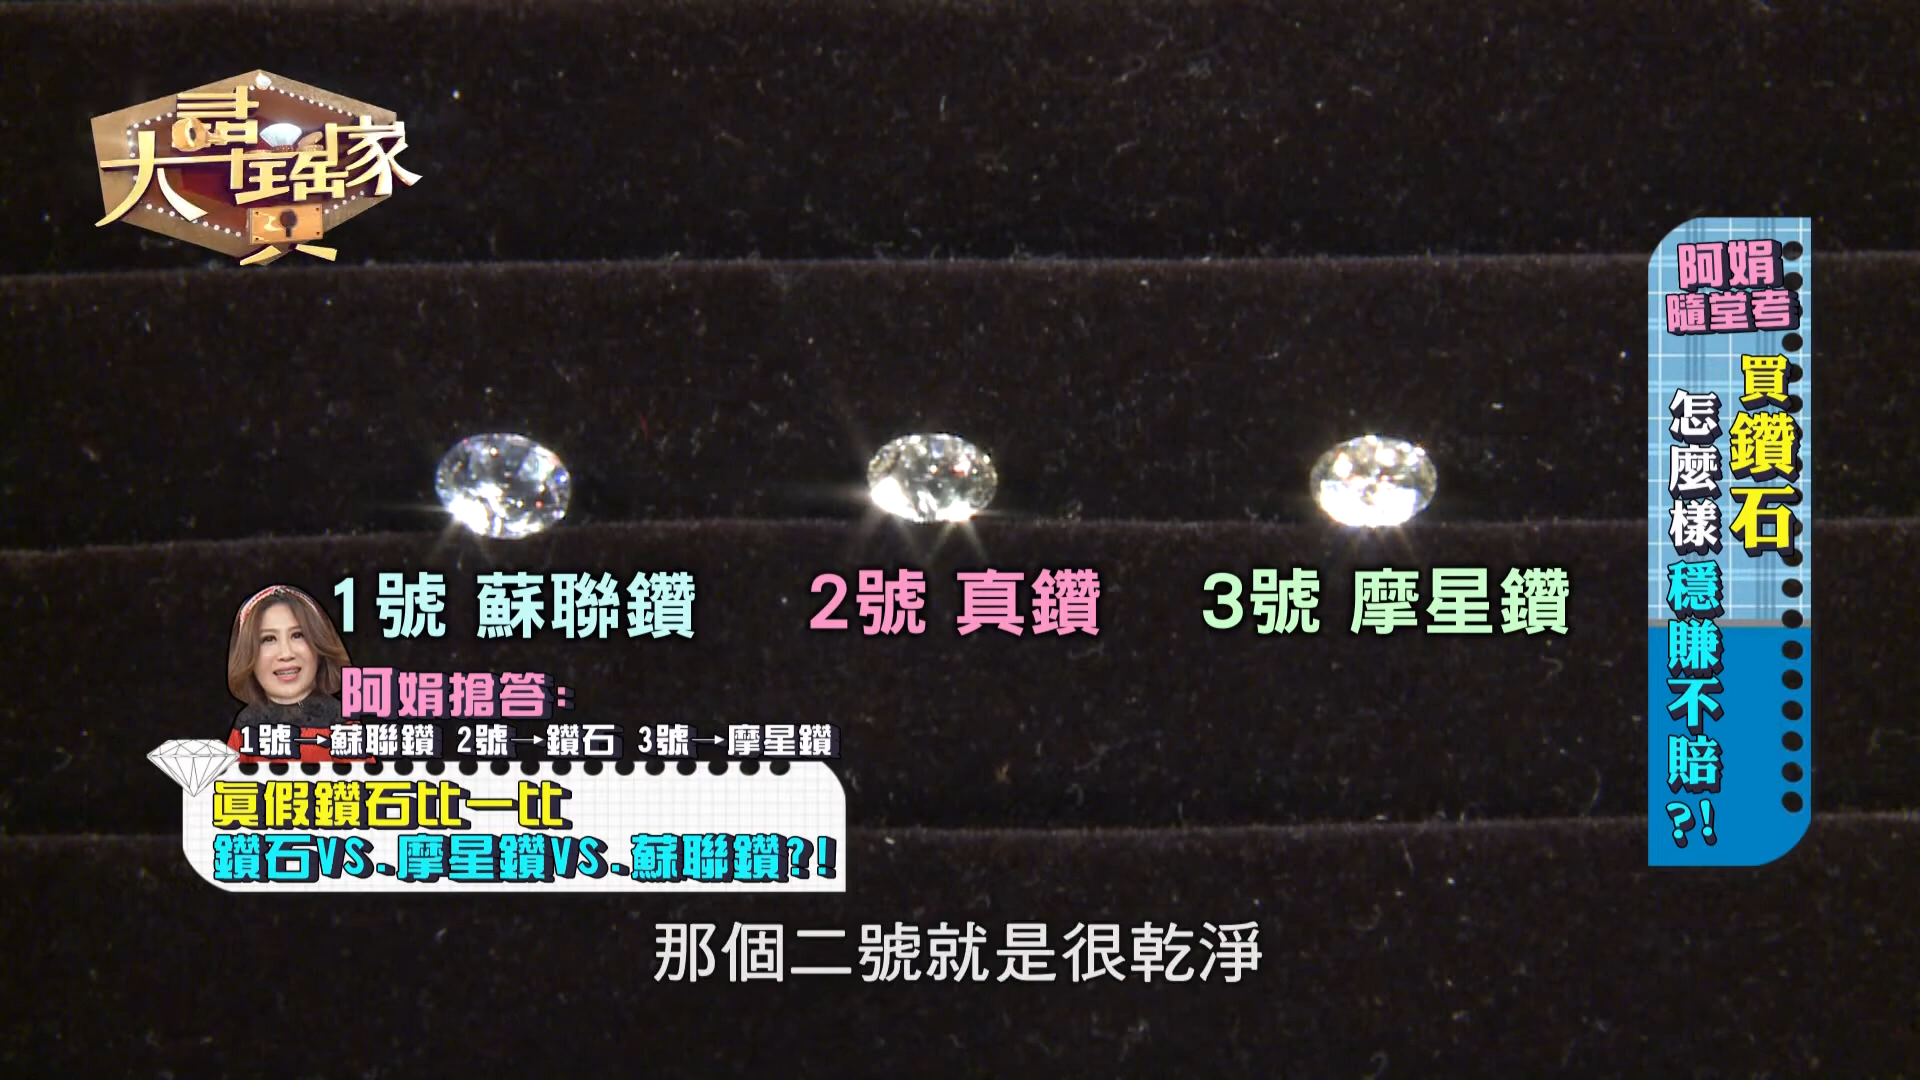 大尋寶家
阿娟
隨堂考
買鑽石
怎麼樣穩賺不賠?!
1號 蘇聯鑽
2號 真鑽
3號 摩星鑽
阿娟搶答:
1號→蘇聯鑽 2號→鑽石 3號→摩星鑽
真假鑽石比一比
鑽石VS.摩星鑽VS.蘇聯鑽?!
那個二號就是很乾淨